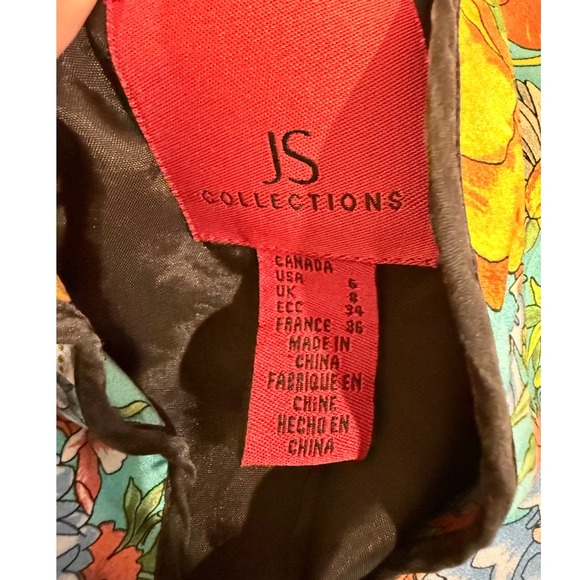 JS
COLLECTIONS
CANADA
USA 6
UK 8
ECC 34
FRANCE 36
MADE IN
CHINA
FABRIQUE EN
CHINE
HECHO EN
CHINA